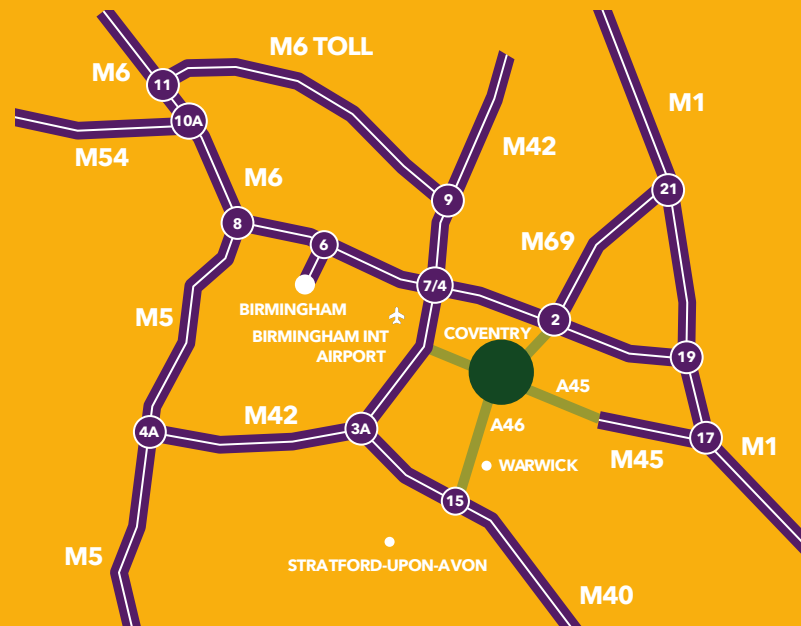 M6 TOLL
M6
11
M1
10A
M42
M54
M6
21
9
8
M69
6
7/4
BIRMINGHAM
M5
2
BIRMINGHAM INT
AIRPORT
COVENTRY
19
A45
M42
A46
3A
4A
17
M1
M45
WARWICK
15
M5
STRATFORD-UPON-AVON
M40